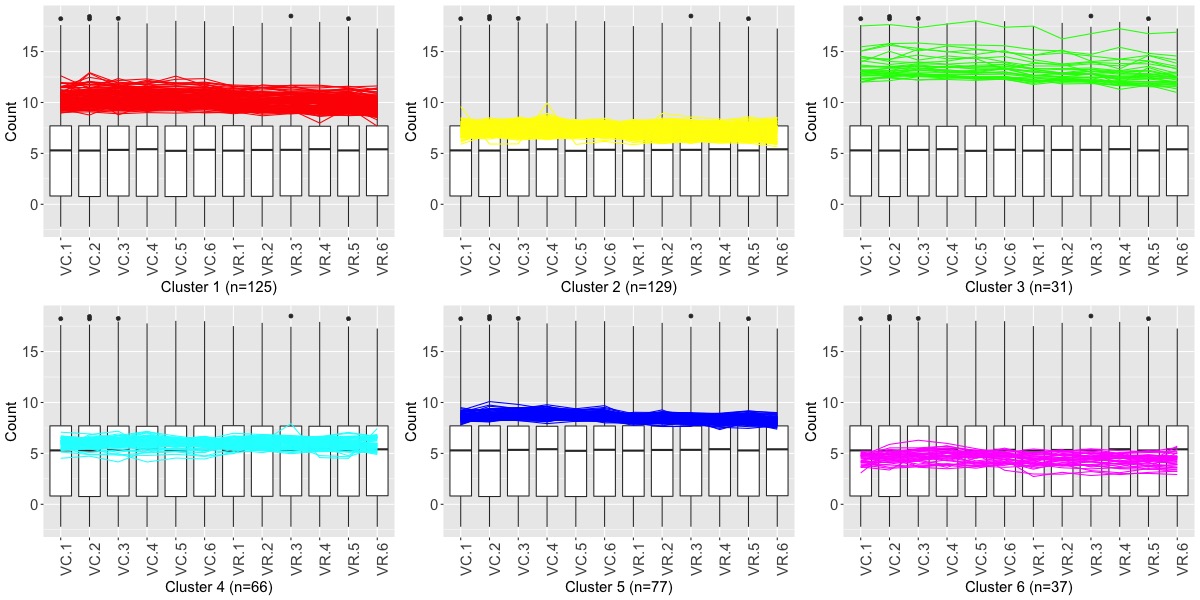 Count
15
10
5
0
VC.1 VC.2 VC.3 VC.4 VC.5 VC.6 VR.1 VR.2 VR.3 VR.4 VR.5 VR.6
Cluster 1 (n=125)
Count
15
10
5
0
VC.1 VC.2 VC.3 VC.4 VC.5 VC.6 VR.1 VR.2 VR.3 VR.4 VR.5 VR.6
Cluster 2 (n=129)
Count
15
10
5
0
VC.1 VC.2 VC.3 VC.4 VC.5 VC.6 VR.1 VR.2 VR.3 VR.4 VR.5 VR.6
Cluster 3 (n=31)
Count
15
10
5
0
VC.1 VC.2 VC.3 VC.4 VC.5 VC.6 VR.1 VR.2 VR.3 VR.4 VR.5 VR.6
Cluster 4 (n=66)
Count
15
10
5
0
VC.1 VC.2 VC.3 VC.4 VC.5 VC.6 VR.1 VR.2 VR.3 VR.4 VR.5 VR.6
Cluster 5 (n=77)
Count
15
10
5
0
VC.1 VC.2 VC.3 VC.4 VC.5 VC.6 VR.1 VR.2 VR.3 VR.4 VR.5 VR.6
Cluster 6 (n=37)